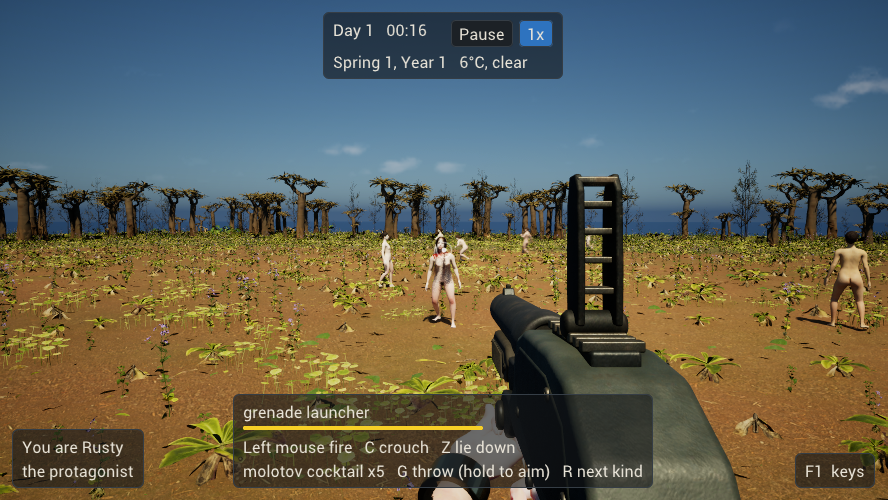 Day 1 00:16 Pause 1x
Spring 1, Year 1 6°C, clear
grenade launcher
Left mouse fire C crouch Z lie down
molotov cocktail x5 G throw (hold to aim) R next kind
You are Rusty
the protagonist
F1 keys